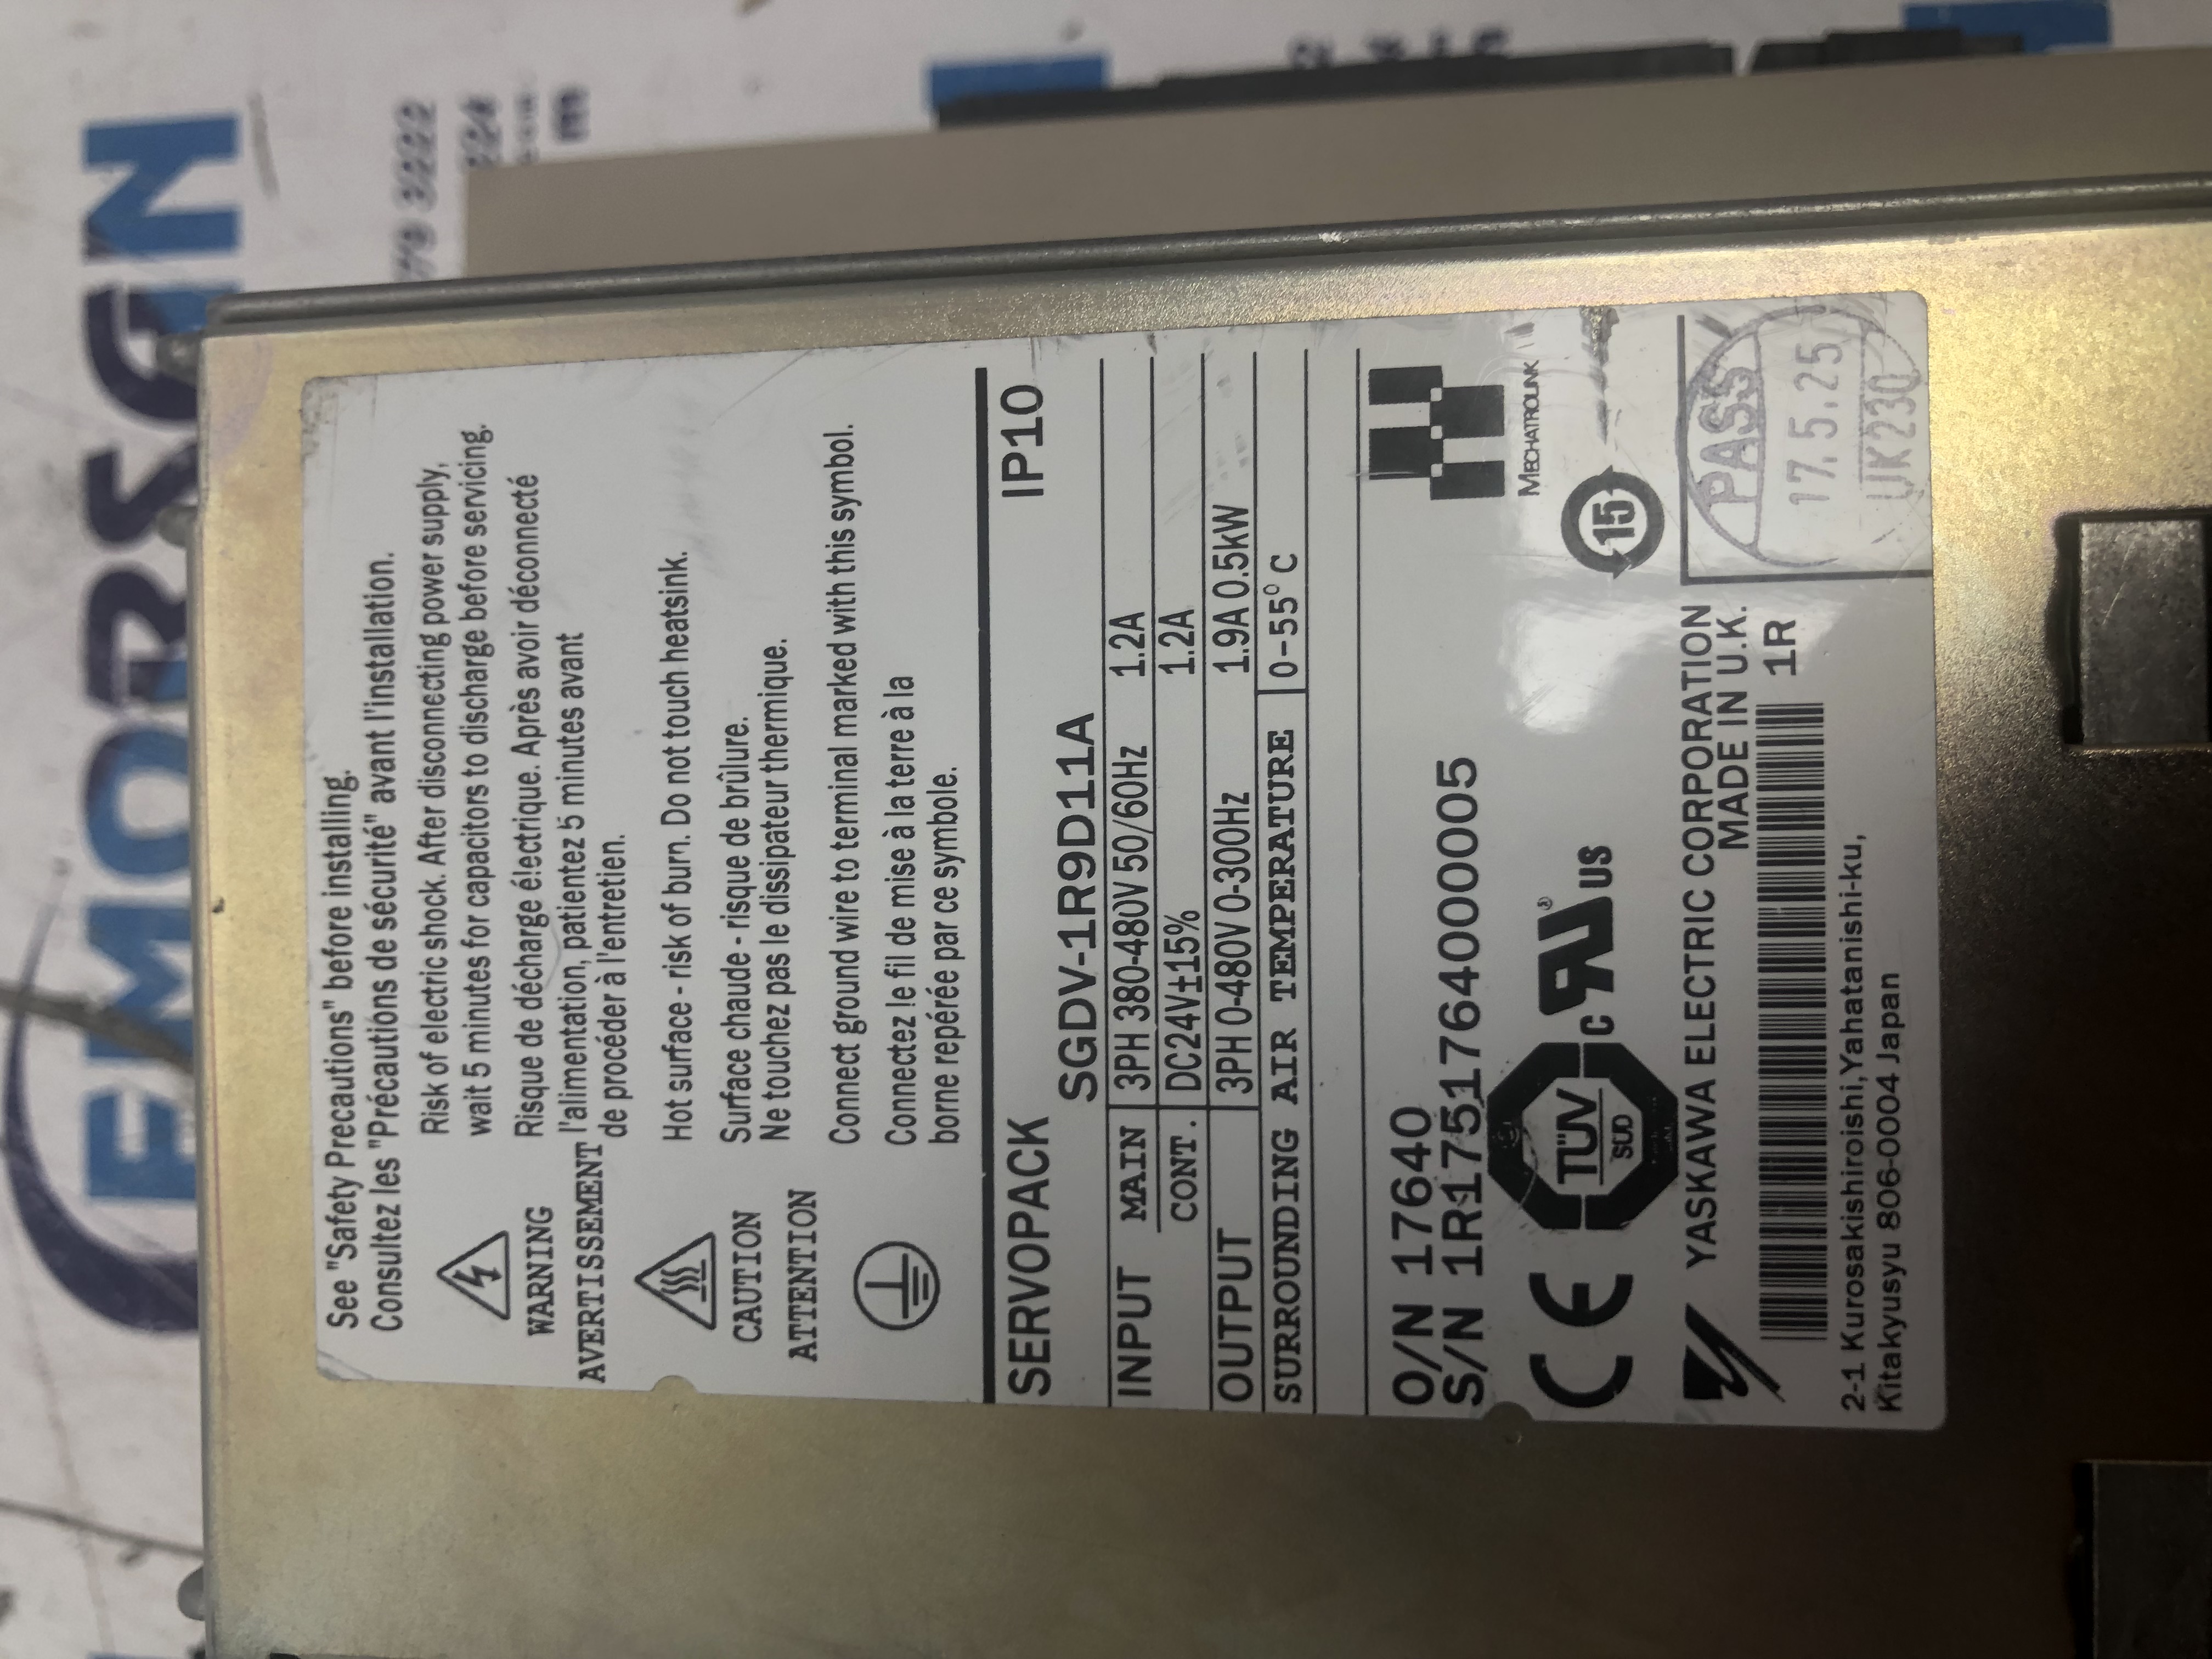 See "Safety Precautions" before installing.
Consultez les "Précautions de sécurité" avant l'installation.
Risk of electric shock. After disconnecting power supply,
wait 5 minutes for capacitors to discharge before servicing.
WARNING
AVERTISSEMENT
Risque de décharge électrique. Après avoir déconnecté
l'alimentation, patientez 5 minutes avant
de procéder à l'entretien.
Hot surface - risk of burn. Do not touch heatsink.
CAUTION
ATTENTION
Surface chaude - risque de brûlure.
Ne touchez pas le dissipateur thermique.
Connect ground wire to terminal marked with this symbol.
Connectez le fil de mise à la terre à la
borne repérée par ce symbole.
SERVOPACK IP10
SGDV-1R9D11A
INPUT MAIN 3PH 380-480V 50/60Hz 1.2A
CONT. DC24V±15% 1.2A
OUTPUT 3PH 0-480V 0-300Hz 1.9A 0.5kW
SURROUNDING AIR TEMPERATURE 0-55° C
O/N 17640
S/N 1R1751764000005
MECHATROLINK
CE TÜV SÜD c RU ® US
15
YASKAWA ELECTRIC CORPORATION
MADE IN U.K.
1R
2-1 Kurosakishiroishi,Yahatanishi-ku,
Kitakyusyu 806-0004 Japan
PASS
17.5.25
UK230
EMORSGN
79 3222
224